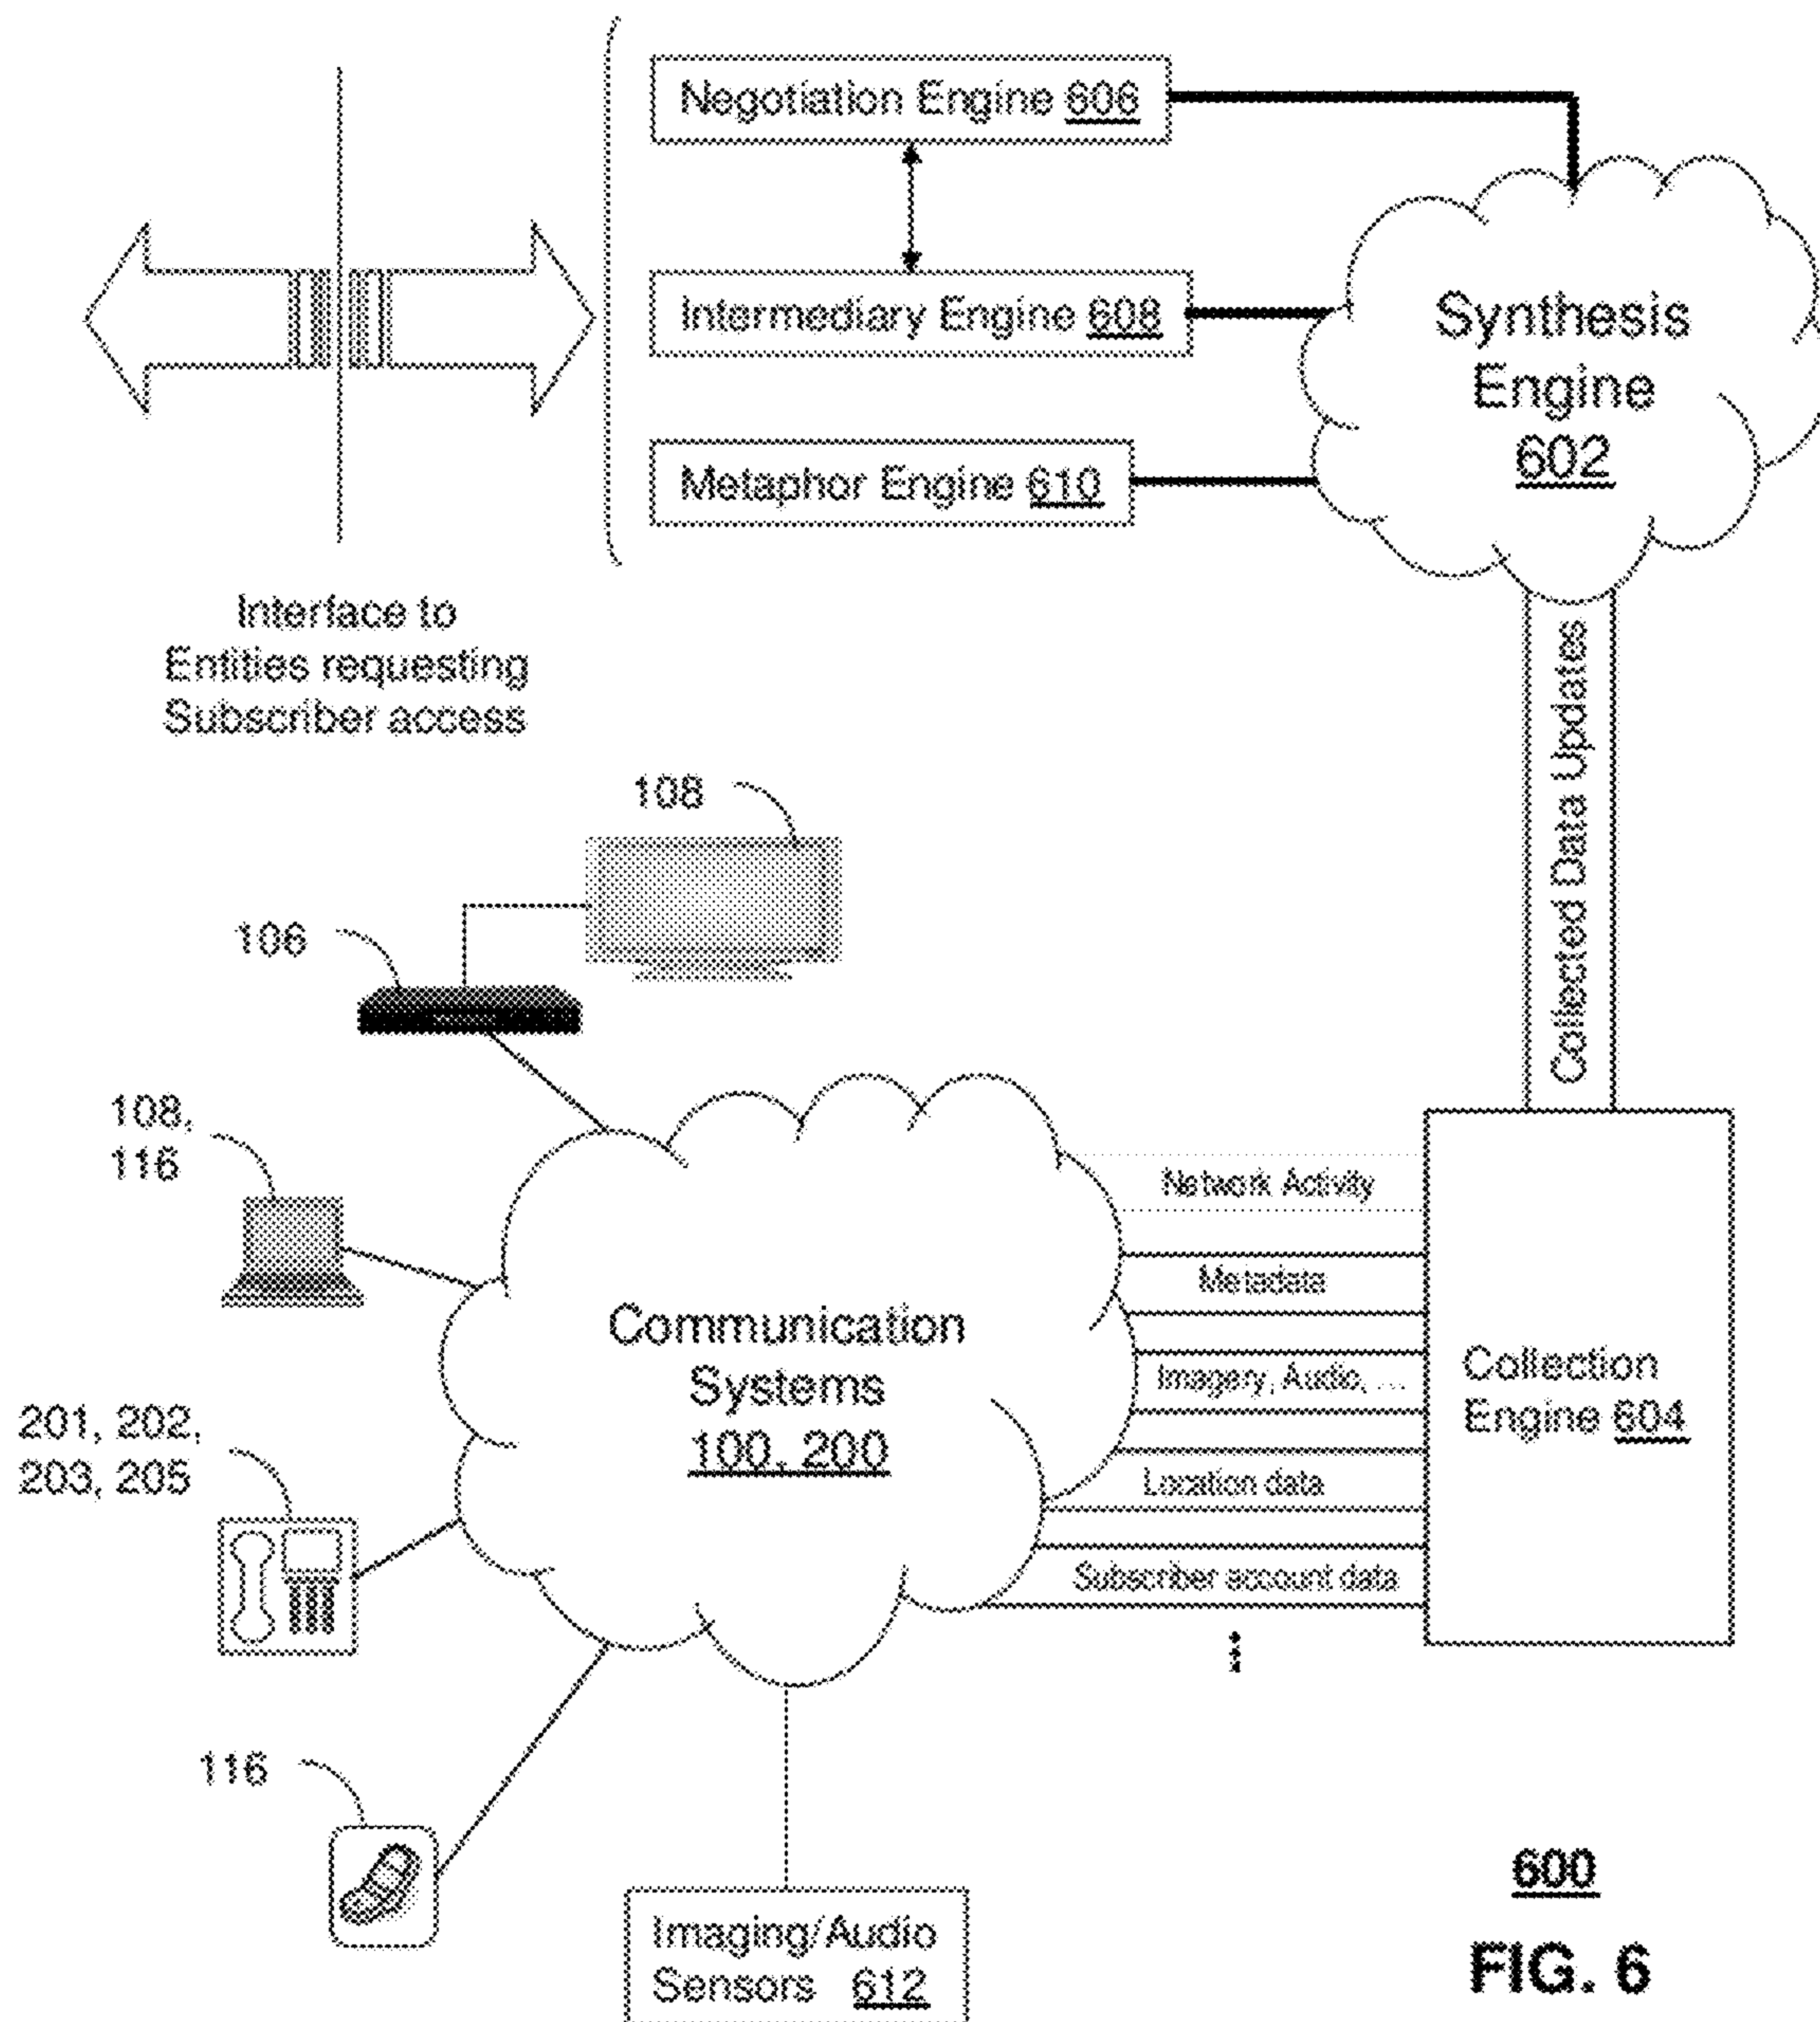 Negotiation Engine 606
Intermediary Engine 608
Metaphor Engine 610
Synthesis
Engine
602
Interface to
Entities requesting
Subscriber access
Collected Data Updates
108
106
108,
116
201, 202,
203, 205
116
Communication
Systems
100, 200
Network Activity
Metadata
Imagery, Audio, ...
Location data
Subscriber account data
Collection
Engine 604
Imaging/Audio
Sensors 612
600
FIG. 6